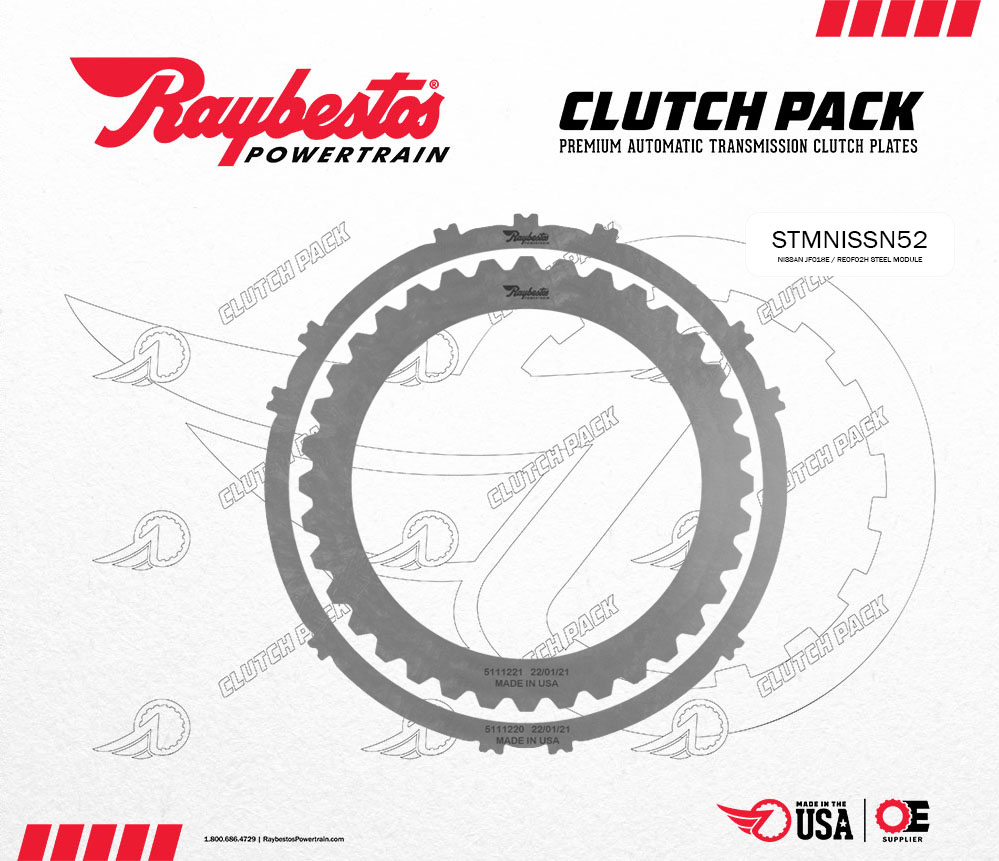 Raybestos®
POWERTRAIN
CLUTCH PACK
PREMIUM AUTOMATIC TRANSMISSION CLUTCH PLATES
STMNISSN52
NISSAN JF018E / RE0F02H STEEL MODULE
Raybestos
POWERTRAIN
Raybestos
POWERTRAIN
CLUTCH PACK
CLUTCH PACK
CLUTCH PACK
CLUTCH PACK
CLUTCH PACK
CLUTCH PACK
CLUTCH PACK
CLUTCH PACK
5111221 22/01/21
MADE IN USA
5111220 22/01/21
MADE IN USA
1.800.686.4729 | RaybestosPowertrain.com
MADE IN THE
USA
OE
SUPPLIER